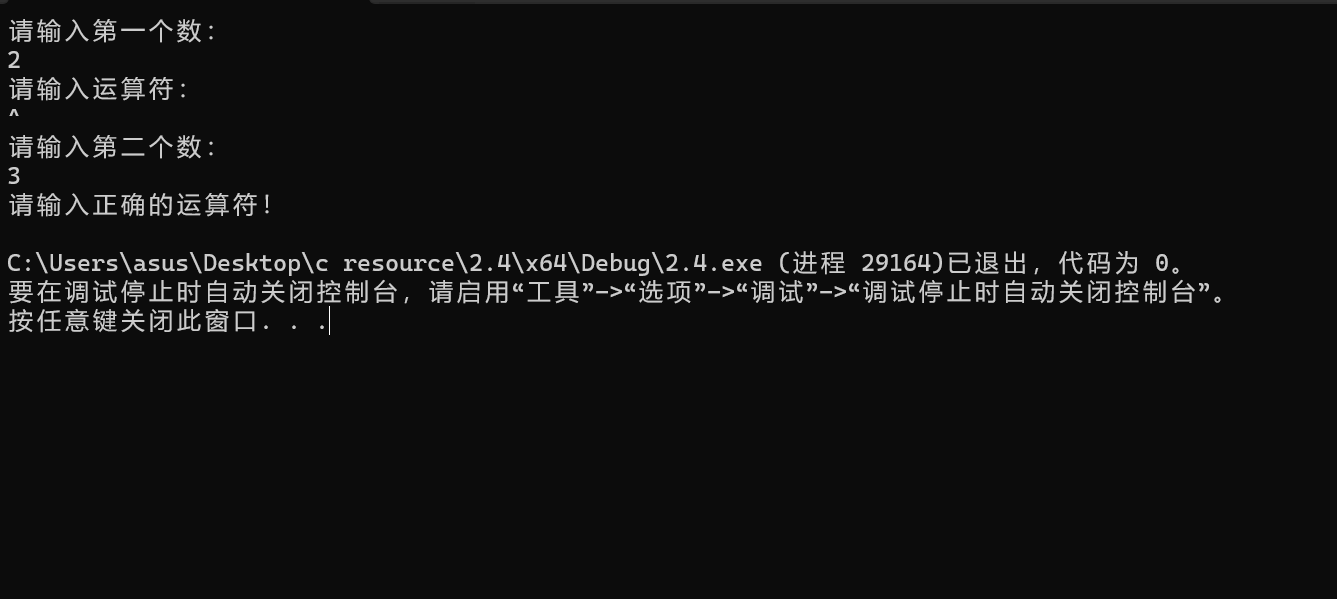 请输入第一个数：
2
请输入运算符：
^
请输入第二个数：
3
请输入正确的运算符！
C:\Users\asus\Desktop\c resource\2.4\x64\Debug\2.4.exe (进程 29164)已退出，代码为 0。
要在调试停止时自动关闭控制台，请启用“工具”->“选项”->“调试”->“调试停止时自动关闭控制台”。
按任意键关闭此窗口. . .